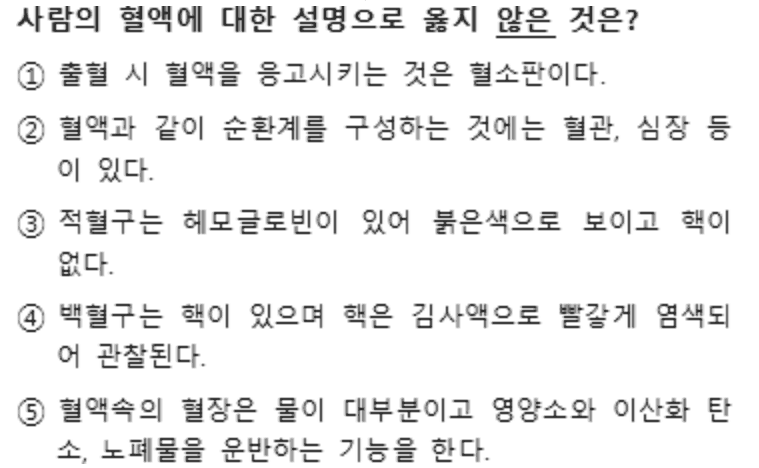 사람의 혈액에 대한 설명으로 옳지 않은 것은?
① 출혈 시 혈액을 응고시키는 것은 혈소판이다.
② 혈액과 같이 순환계를 구성하는 것에는 혈관, 심장 등
이 있다.
③ 적혈구는 헤모글로빈이 있어 붉은색으로 보이고 핵이
없다.
④ 백혈구는 핵이 있으며 핵은 김사액으로 빨갛게 염색되
어 관찰된다.
⑤ 혈액속의 혈장은 물이 대부분이고 영양소와 이산화 탄
소, 노폐물을 운반하는 기능을 한다.